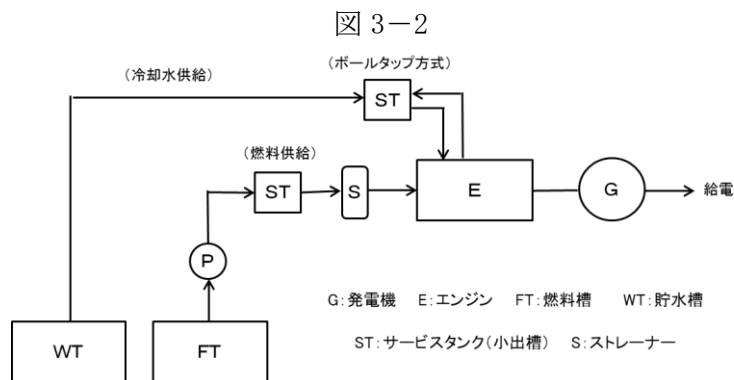 図 3－2
(ボールタップ方式)
(冷却水供給)
ST
(燃料供給)
ST
S
E
G
給電
P
G：発電機　E：エンジン　FT：燃料槽　WT：貯水槽
ST：サービスタンク(小出槽)　S：ストレーナー
WT
FT